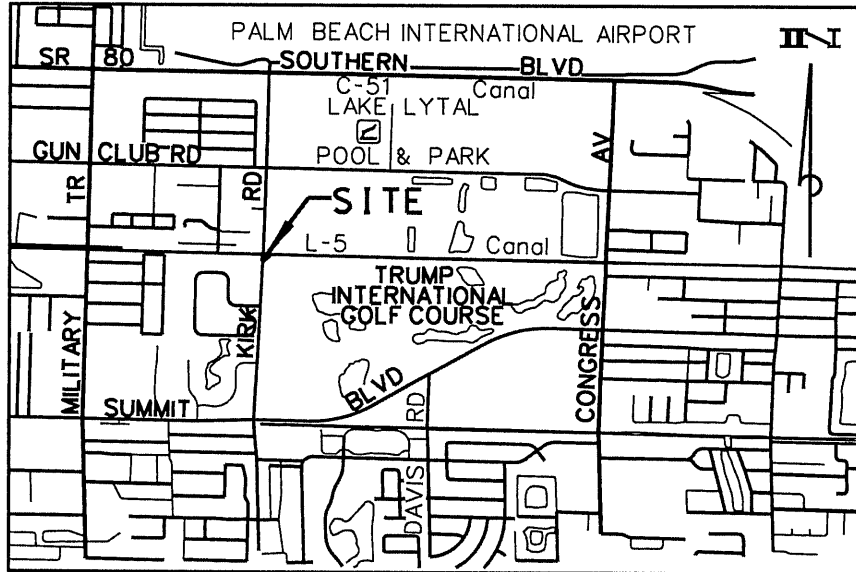 PALM BEACH INTERNATIONAL AIRPORT
SR 80 SOUTHERN BLVD
C-51 Canal
LAKE LYTAL
POOL & PARK
GUN CLUB RD
MILITARY TR
KIRK RD
SITE
L-5 Canal
TRUMP
INTERNATIONAL
GOLF COURSE
CONGRESS AV
SUMMIT BLVD
DAVIS RD